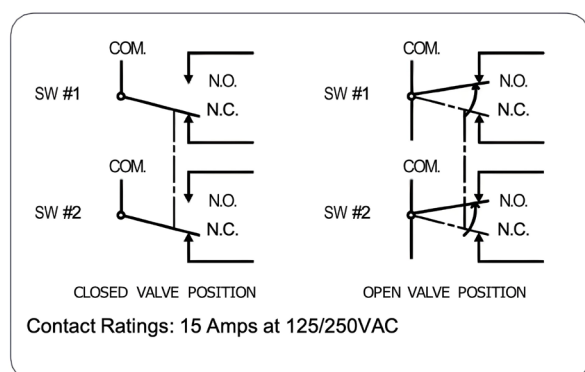 COM. COM.
SW #1 N.O. SW #1 N.O.
N.C. N.C.
COM. COM.
SW #2 N.O. SW #2 N.O.
N.C. N.C.
CLOSED VALVE POSITION OPEN VALVE POSITION
Contact Ratings: 15 Amps at 125/250VAC